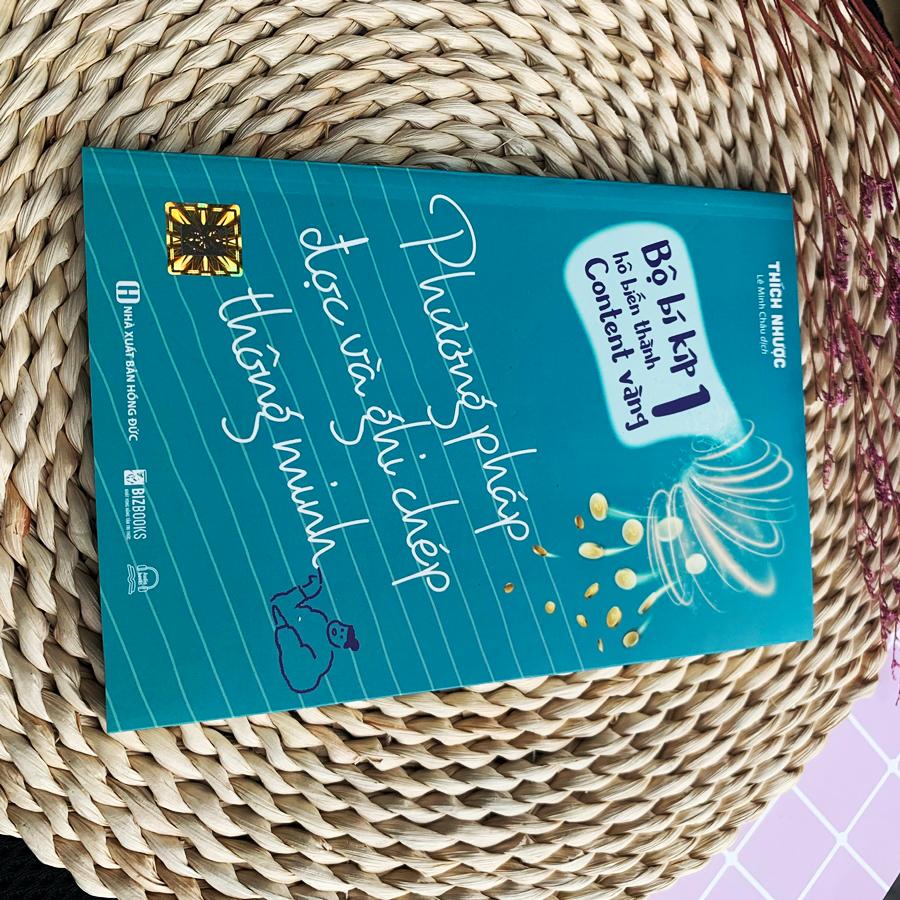 THÍCH NHƯỢC
Lê Minh Châu dịch
Bộ bí kíp 1
hô biến thành
Content vàng
Phương pháp
đọc và ghi chép
thông minh
NHÀ XUẤT BẢN HỒNG ĐỨC
BIZBOOKS